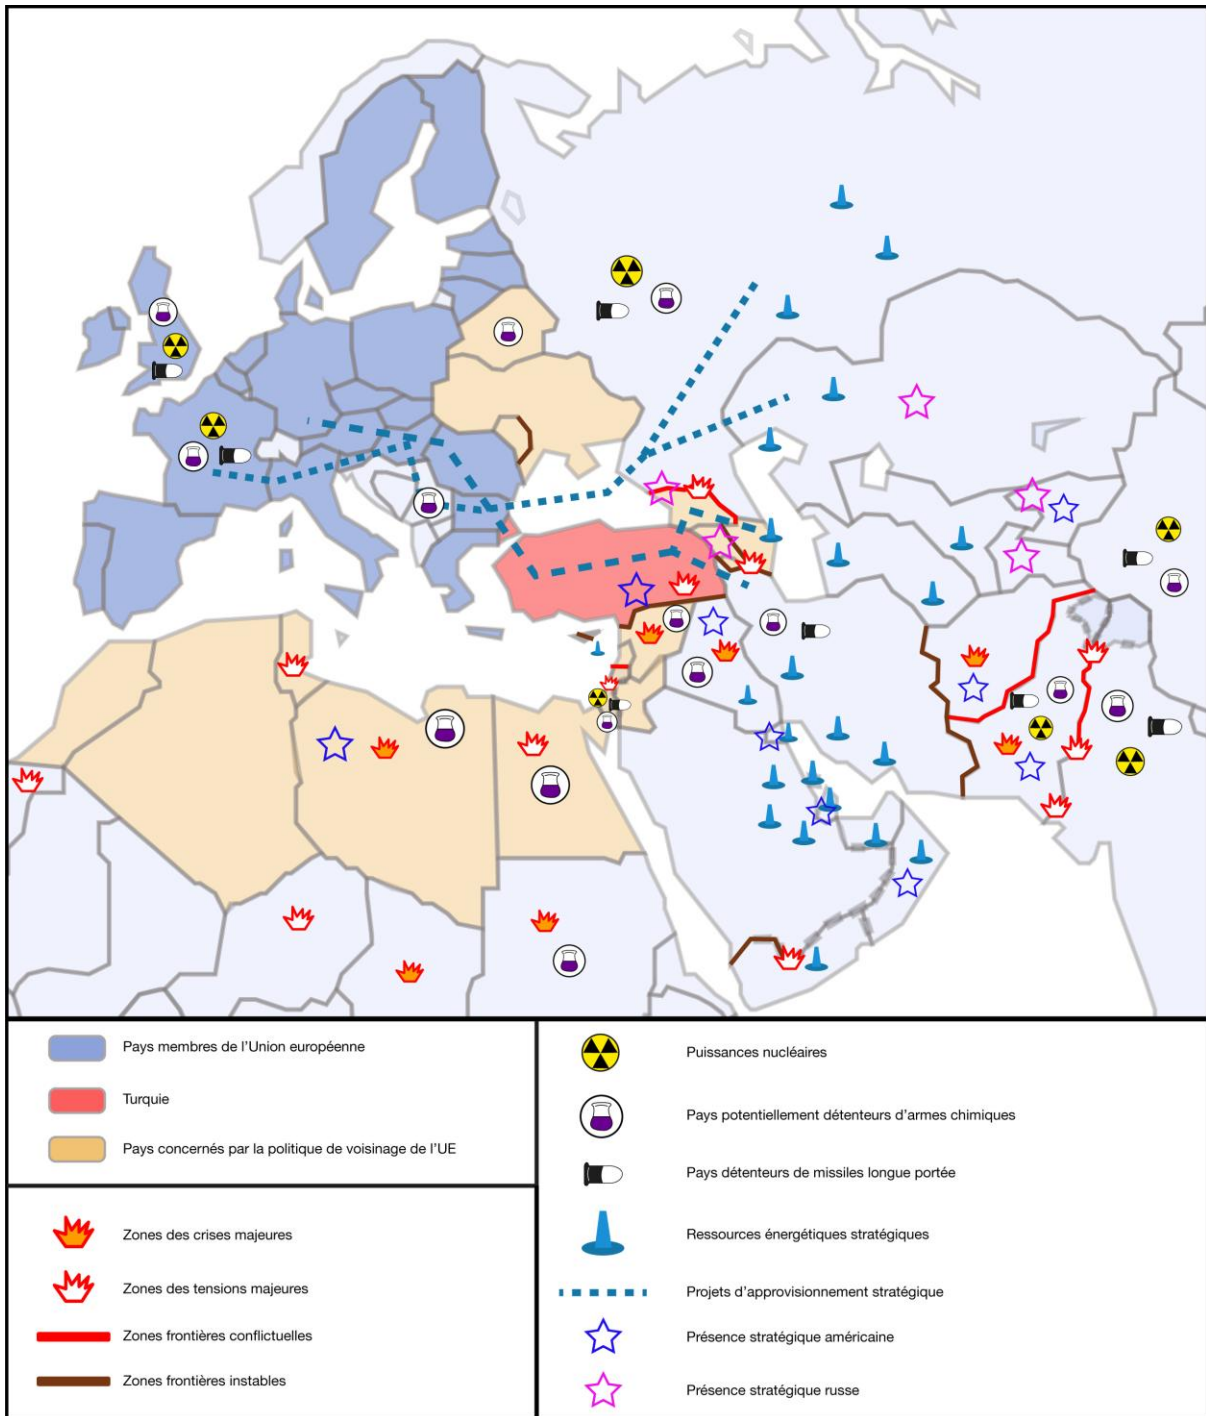 Pays membres de l'Union européenne
Turquie
Pays concernés par la politique de voisinage de l'UE
Zones des crises majeures
Zones des tensions majeures
Zones frontières conflictuelles
Zones frontières instables
Puissances nucléaires
Pays potentiellement détenteurs d'armes chimiques
Pays détenteurs de missiles longue portée
Ressources énergétiques stratégiques
Projets d'approvisionnement stratégique
Présence stratégique américaine
Présence stratégique russe